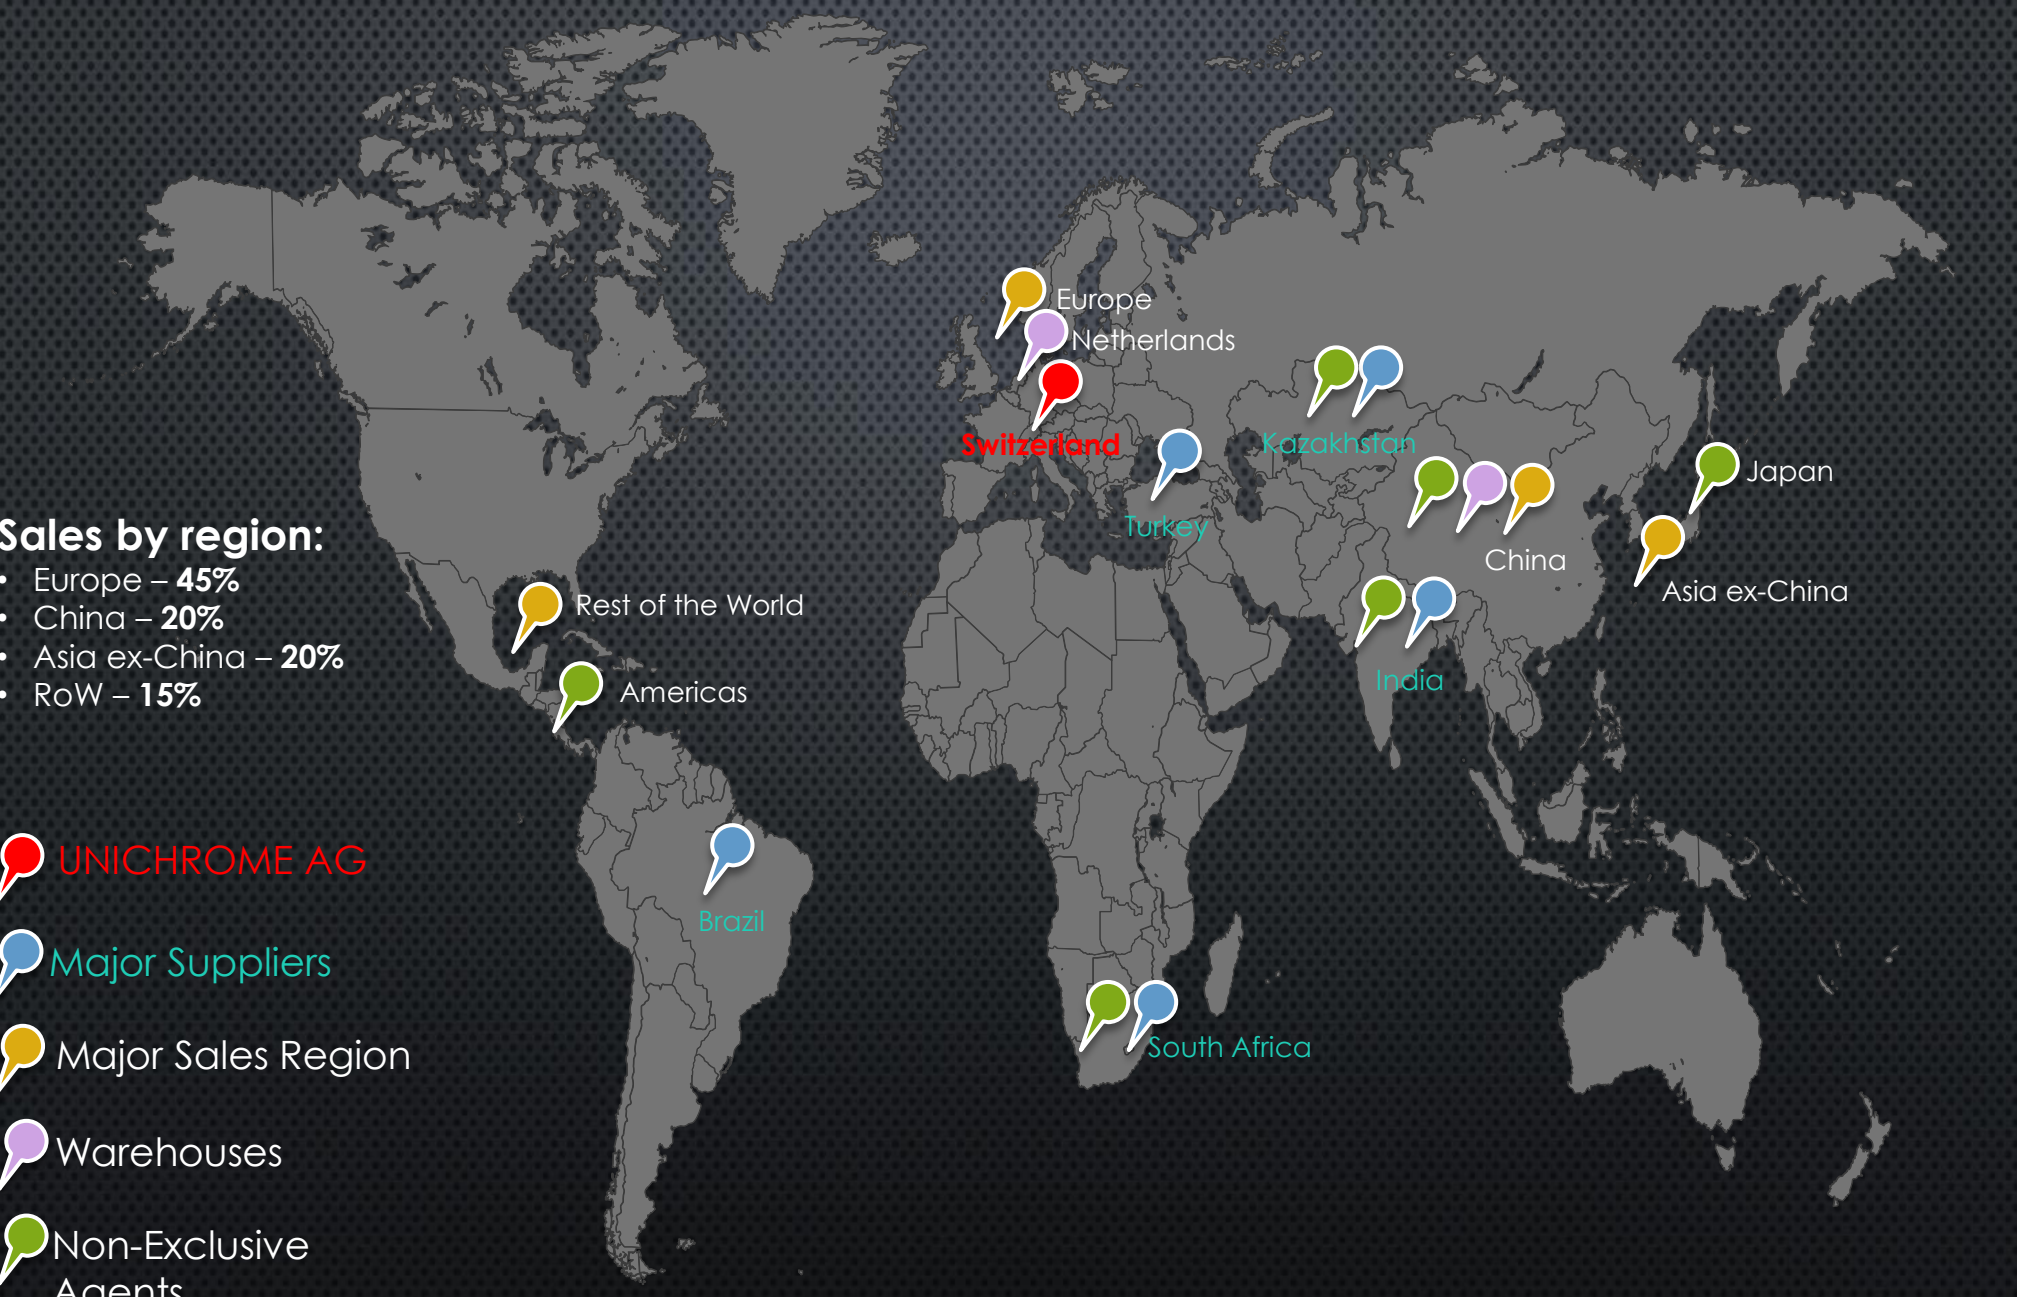 Europe
Netherlands
Switzerland
Kazakhstan
Turkey
Japan
China
Asia ex-China
India
Sales by region:
• Europe – 45%
• China – 20%
• Asia ex-China – 20%
• RoW – 15%
Rest of the World
Americas
Brazil
South Africa
UNICHROME AG
Major Suppliers
Major Sales Region
Warehouses
Non-Exclusive
Agents